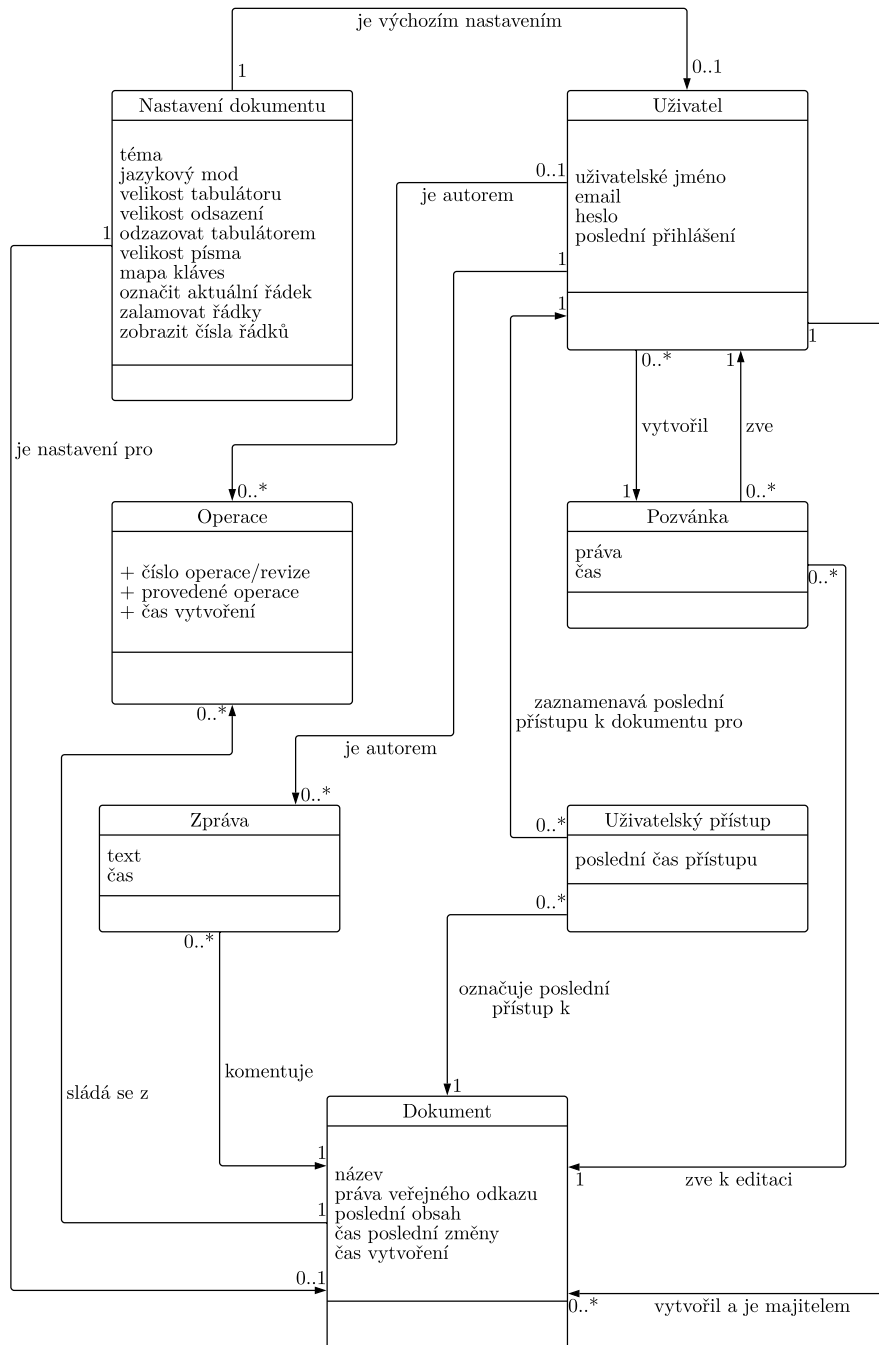 je výchozím nastavením
1
0..1
Nastavení dokumentu
téma
jazykový mod
velikost tabulátoru
velikost odsazení
odzazovat tabulátorem
velikost písma
mapa kláves
označit aktuální řádek
zalamovat řádky
zobrazit čísla řádků
1
Uživatel
uživatelské jméno
email
heslo
poslední přihlášení
0..1
je autorem
1
1
1
0..*
1
vytvořil
zve
je nastavení pro
0..*
1
0..*
Operace
+ číslo operace/revize
+ provedené operace
+ čas vytvoření
0..*
Pozvánka
práva
čas
0..*
zaznamenavá poslední
přístupu k dokumentu pro
je autorem
0..*
Zpráva
text
čas
0..*
Uživatelský přístup
poslední čas přístupu
0..*
0..*
označuje poslední
přístup k
komentuje
sládá se z
1
Dokument
název
práva veřejného odkazu
poslední obsah
čas poslední změny
čas vytvoření
1
1
0..1
1
zve k editaci
0..*
vytvořil a je majitelem